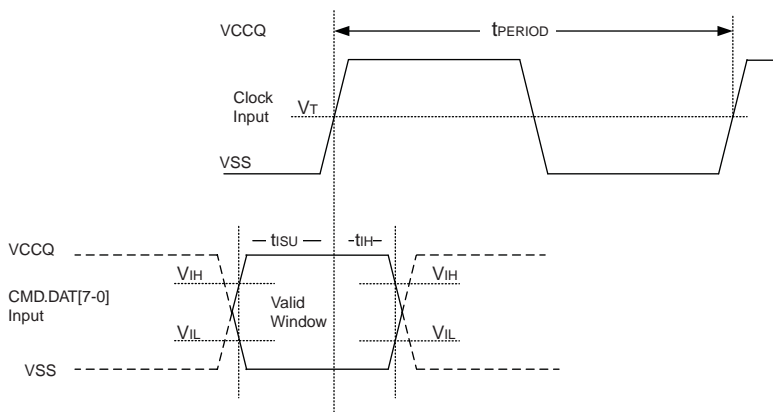 VCCQ
tPERIOD
Clock
Input
VT
VSS
tISU
tIH
VCCQ
VIH
VIH
CMD.DAT[7-0]
Input
Valid
Window
VIL
VIL
VSS